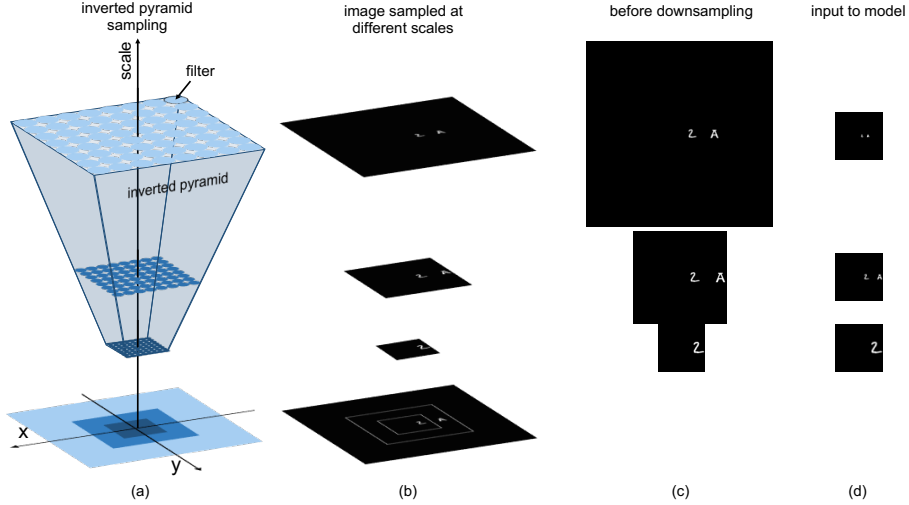 inverted pyramid
sampling
image sampled at
different scales
before downsampling
input to model
scale
filter
inverted pyramid
x
y
2 A
2 A
2
2 A
2 A
2 A
2
A
2 A
2
(a)
(b)
(c)
(d)